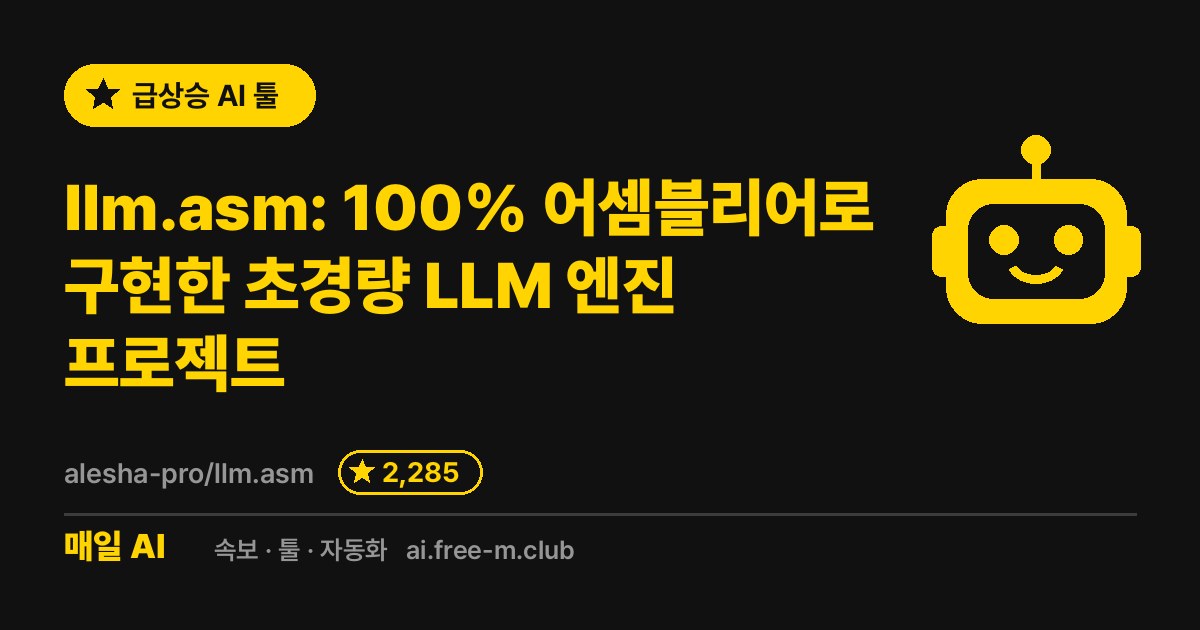 ★ 급상승 AI 툴
llm.asm: 100% 어셈블리어로
구현한 초경량 LLM 엔진
프로젝트
alesha-pro/llm.asm ★ 2,285
매일 AI 속보 · 툴 · 자동화 ai.free-m.club